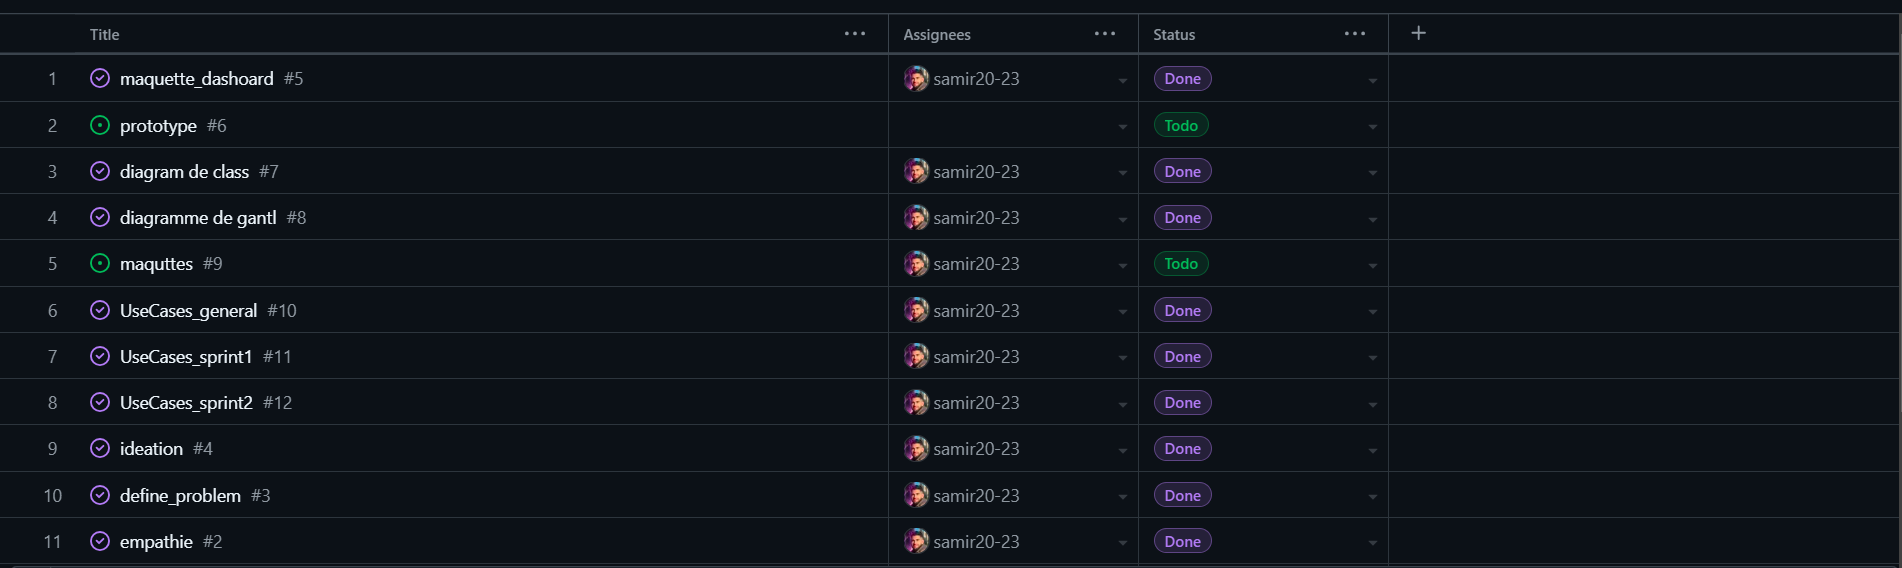 Title ... Assignees ... Status ... +
1 maquette_dashoard #5 samir20-23 Done
2 prototype #6 Todo
3 diagram de class #7 samir20-23 Done
4 diagramme de gantl #8 samir20-23 Done
5 maquttes #9 samir20-23 Todo
6 UseCases_general #10 samir20-23 Done
7 UseCases_sprint1 #11 samir20-23 Done
8 UseCases_sprint2 #12 samir20-23 Done
9 ideation #4 samir20-23 Done
10 define_problem #3 samir20-23 Done
11 empathie #2 samir20-23 Done